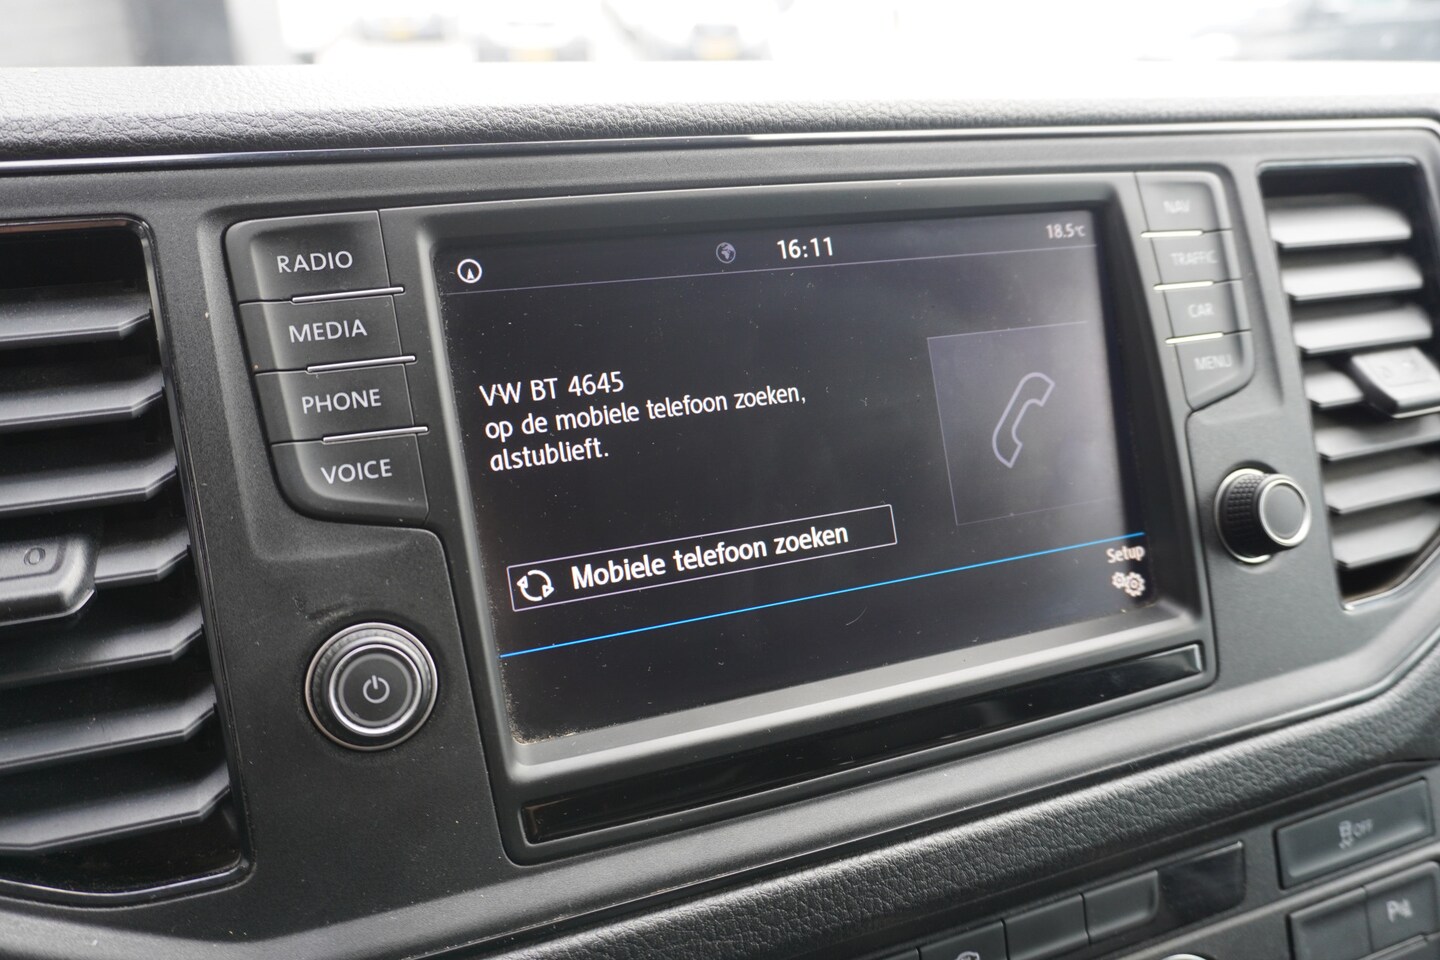 RADIO
MEDIA
PHONE
VOICE
16:11
18.5°C
VW BT 4645
op de mobiele telefoon zoeken,
alstublieft.
Mobiele telefoon zoeken
Setup
NAV
TRAFFIC
CAR
MENU
OFF
P